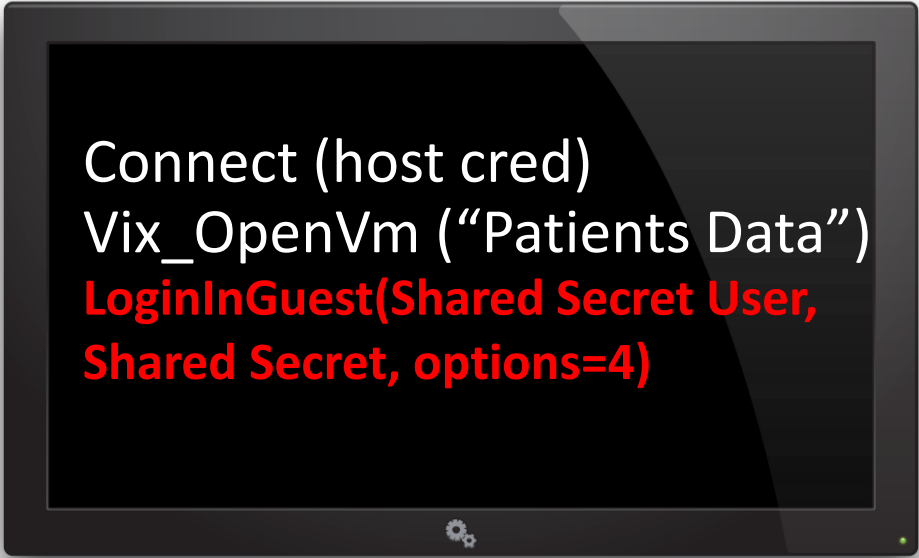 Connect (host cred)
Vix_OpenVm (“Patients Data”)
LoginInGuest(Shared Secret User,
Shared Secret, options=4)